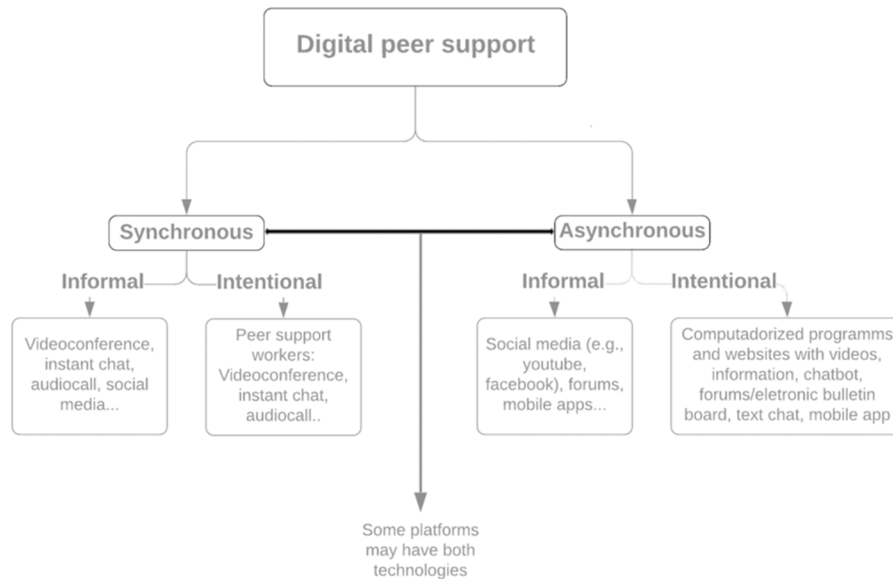 Digital peer support
Synchronous
Asynchronous
Informal
Intentional
Informal
Intentional
Videoconference,
instant chat,
audiocall, social
media...
Peer support
workers:
Videoconference,
instant chat,
audiocall..
Social media (e.g.,
youtube,
facebook), forums,
mobile apps...
Computadorized programms
and websites with videos,
information, chatbot,
forums/eletronic bulletin
board, text chat, mobile app
Some platforms
may have both
technologies